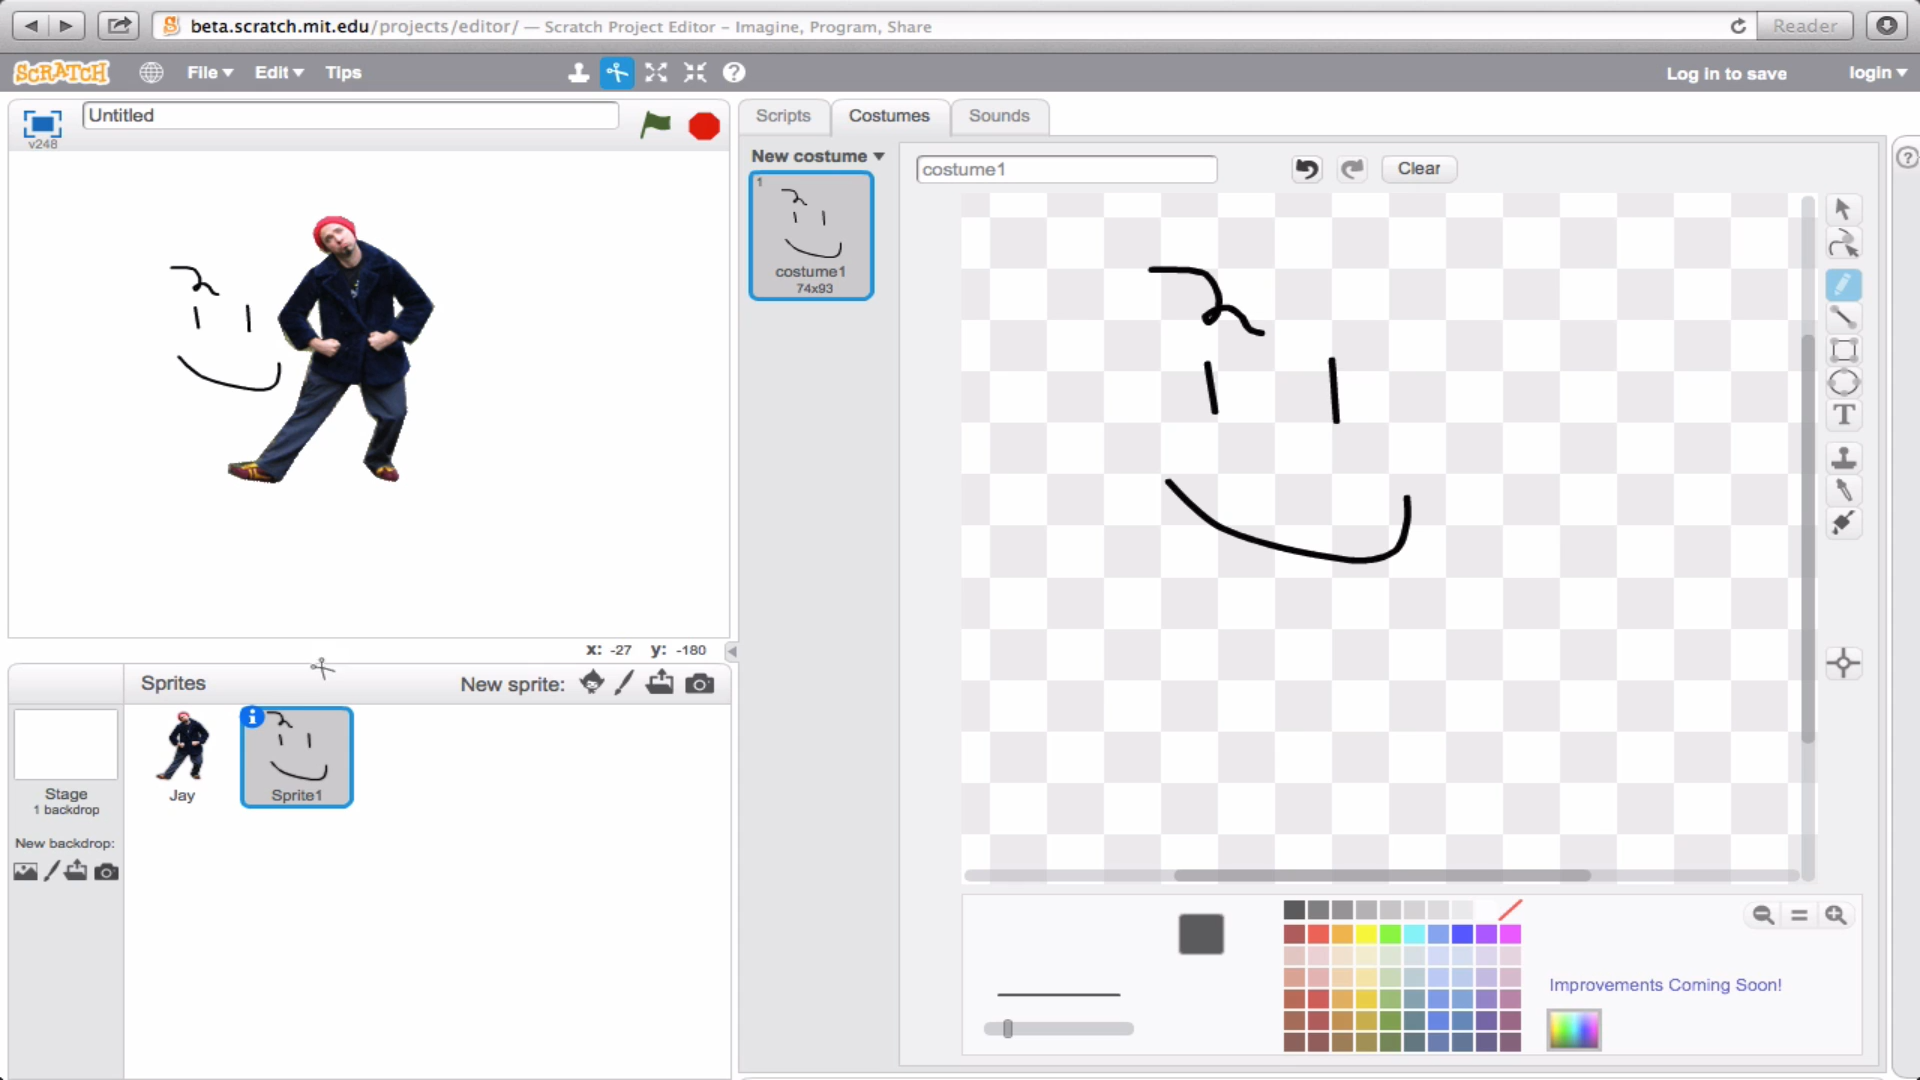 beta.scratch.mit.edu/projects/editor/ — Scratch Project Editor – Imagine, Program, Share
Reader
SCRATCH
File
Edit
Tips
Log in to save
login
Untitled
v248
Scripts
Costumes
Sounds
New costume
costume1
Clear
1
costume1
74x93
x: -27 y: -180
Sprites
New sprite:
Jay
Sprite1
Stage
1 backdrop
New backdrop:
T
Improvements Coming Soon!